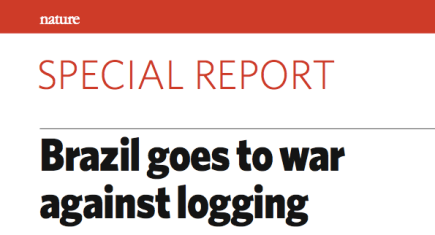 nature
SPECIAL REPORT
Brazil goes to war
against logging